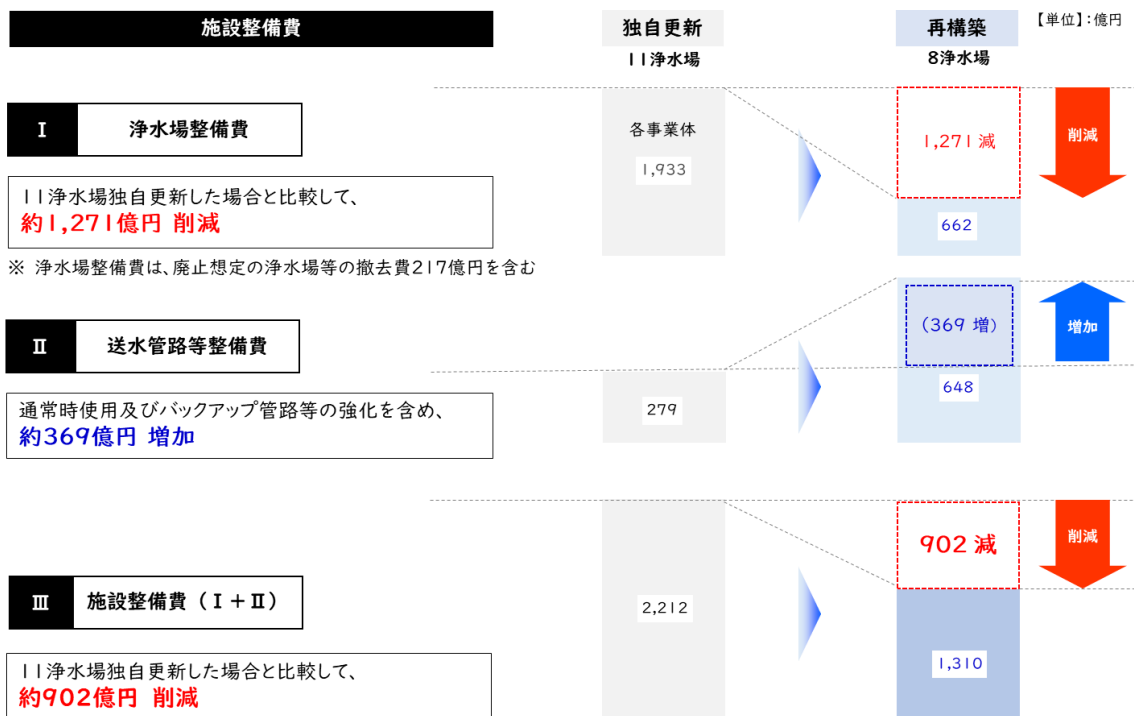 施設整備費
独自更新
11浄水場
再構築
8浄水場
【単位】:億円
Ⅰ 浄水場整備費
11浄水場独自更新した場合と比較して、
約1,271億円 削減
※ 浄水場整備費は、廃止想定の浄水場等の撤去費217億円を含む
各事業体
1,933
1,271 減
662
削減
Ⅱ 送水管路等整備費
通常時使用及びバックアップ管路等の強化を含め、
約369億円 増加
279
(369 増)
648
増加
Ⅲ 施設整備費(Ⅰ+Ⅱ)
11浄水場独自更新した場合と比較して、
約902億円 削減
2,212
902 減
1,310
削減